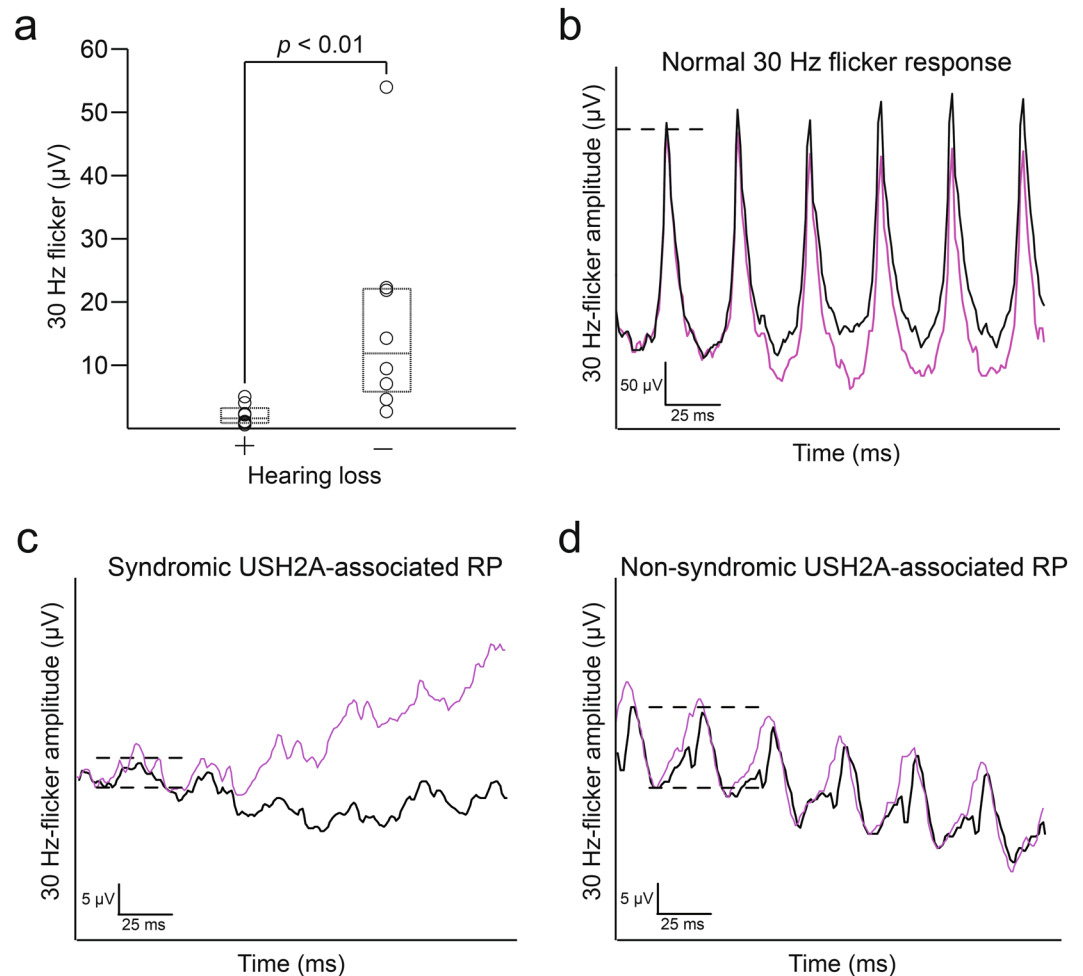 a
60
50
40
30
20
10
30 Hz flicker (µV)
p < 0.01
+
−
Hearing loss
b
Normal 30 Hz flicker response
30 Hz-flicker amplitude (µV)
50 µV
25 ms
Time (ms)
c
Syndromic USH2A-associated RP
30 Hz-flicker amplitude (µV)
5 µV
25 ms
Time (ms)
d
Non-syndromic USH2A-associated RP
30 Hz-flicker amplitude (µV)
5 µV
25 ms
Time (ms)